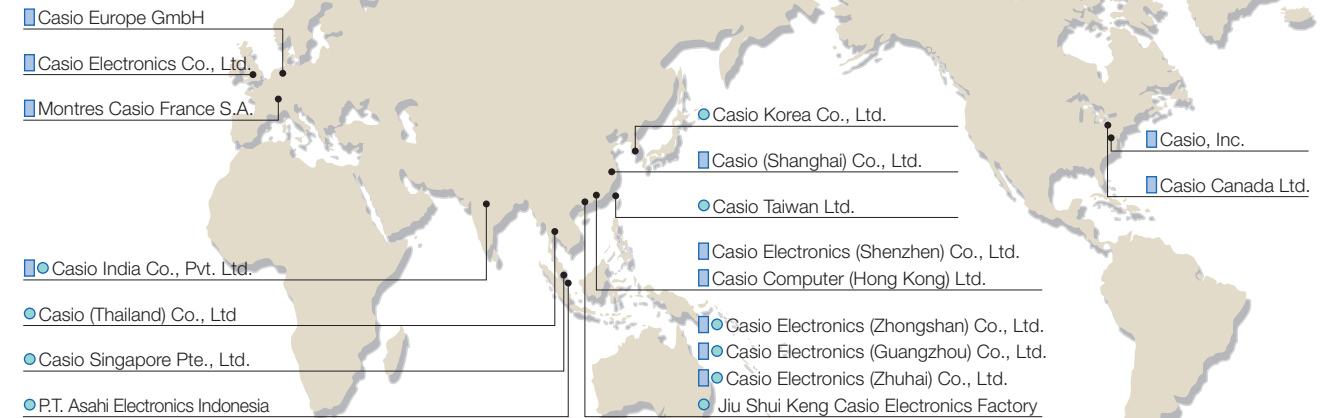 Casio Europe GmbH
Casio Electronics Co., Ltd.
Montres Casio France S.A.
Casio India Co., Pvt. Ltd.
Casio (Thailand) Co., Ltd
Casio Singapore Pte., Ltd.
P.T. Asahi Electronics Indonesia
Casio Korea Co., Ltd.
Casio (Shanghai) Co., Ltd.
Casio Taiwan Ltd.
Casio Electronics (Shenzhen) Co., Ltd.
Casio Computer (Hong Kong) Ltd.
Casio Electronics (Zhongshan) Co., Ltd.
Casio Electronics (Guangzhou) Co., Ltd.
Casio Electronics (Zhuhai) Co., Ltd.
Jiu Shui Keng Casio Electronics Factory
Casio, Inc.
Casio Canada Ltd.